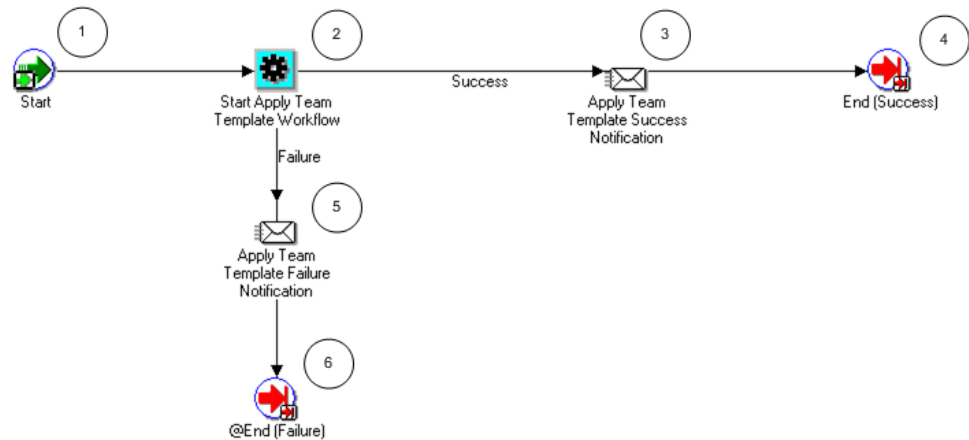 1
2
3
4
Start
Start Apply Team
Template Workflow
Success
Apply Team
Template Success
Notification
End (Success)
Failure
5
Apply Team
Template Failure
Notification
6
@End (Failure)